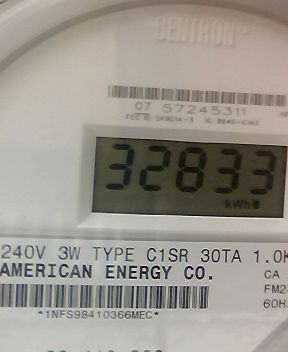 CENTRON
07 57245311
32833
kWh
240V 3W TYPE C1SR 30TA 1.0K
AMERICAN ENERGY CO.
CA
FM2
60H
*1NFS98410366MEC*